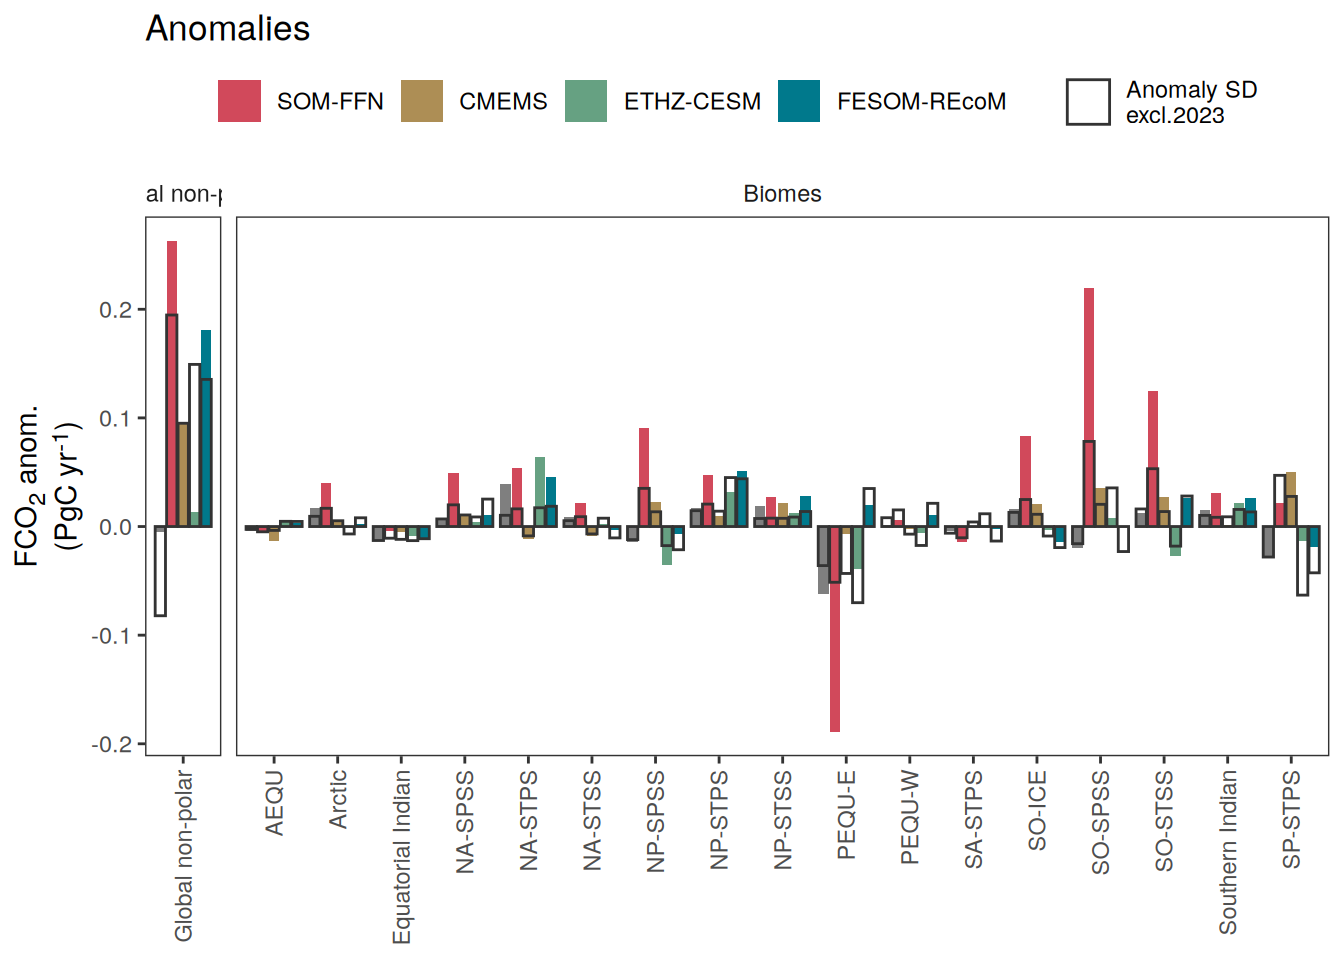 Anomalies
SOM-FFN CMEMS ETHZ-CESM FESOM-REcoM Anomaly SD
excl.2023
al non-p Biomes
0.2
0.1
0.0
-0.1
-0.2
FCO₂ anom.
(PgC yr⁻¹)
Global non-polar
AEQU
Arctic
Equatorial Indian
NA-SPSS
NA-STPS
NA-STSS
NP-SPSS
NP-STPS
NP-STSS
PEQU-E
PEQU-W
SA-STPS
SO-ICE
SO-SPSS
SO-STSS
Southern Indian
SP-STPS